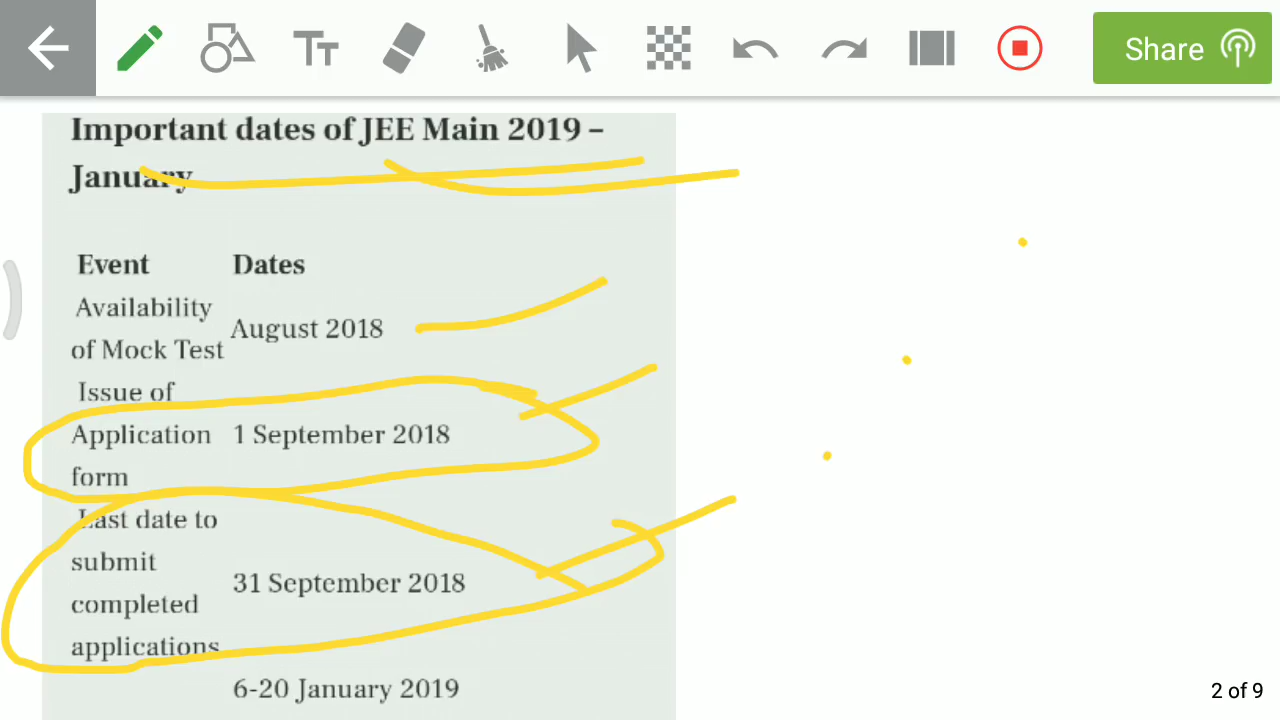 Share
Important dates of JEE Main 2019 –
January
Event Dates
Availability
of Mock Test
August 2018
Issue of
Application
form
1 September 2018
Last date to
submit
completed
applications
31 September 2018
6-20 January 2019
2 of 9